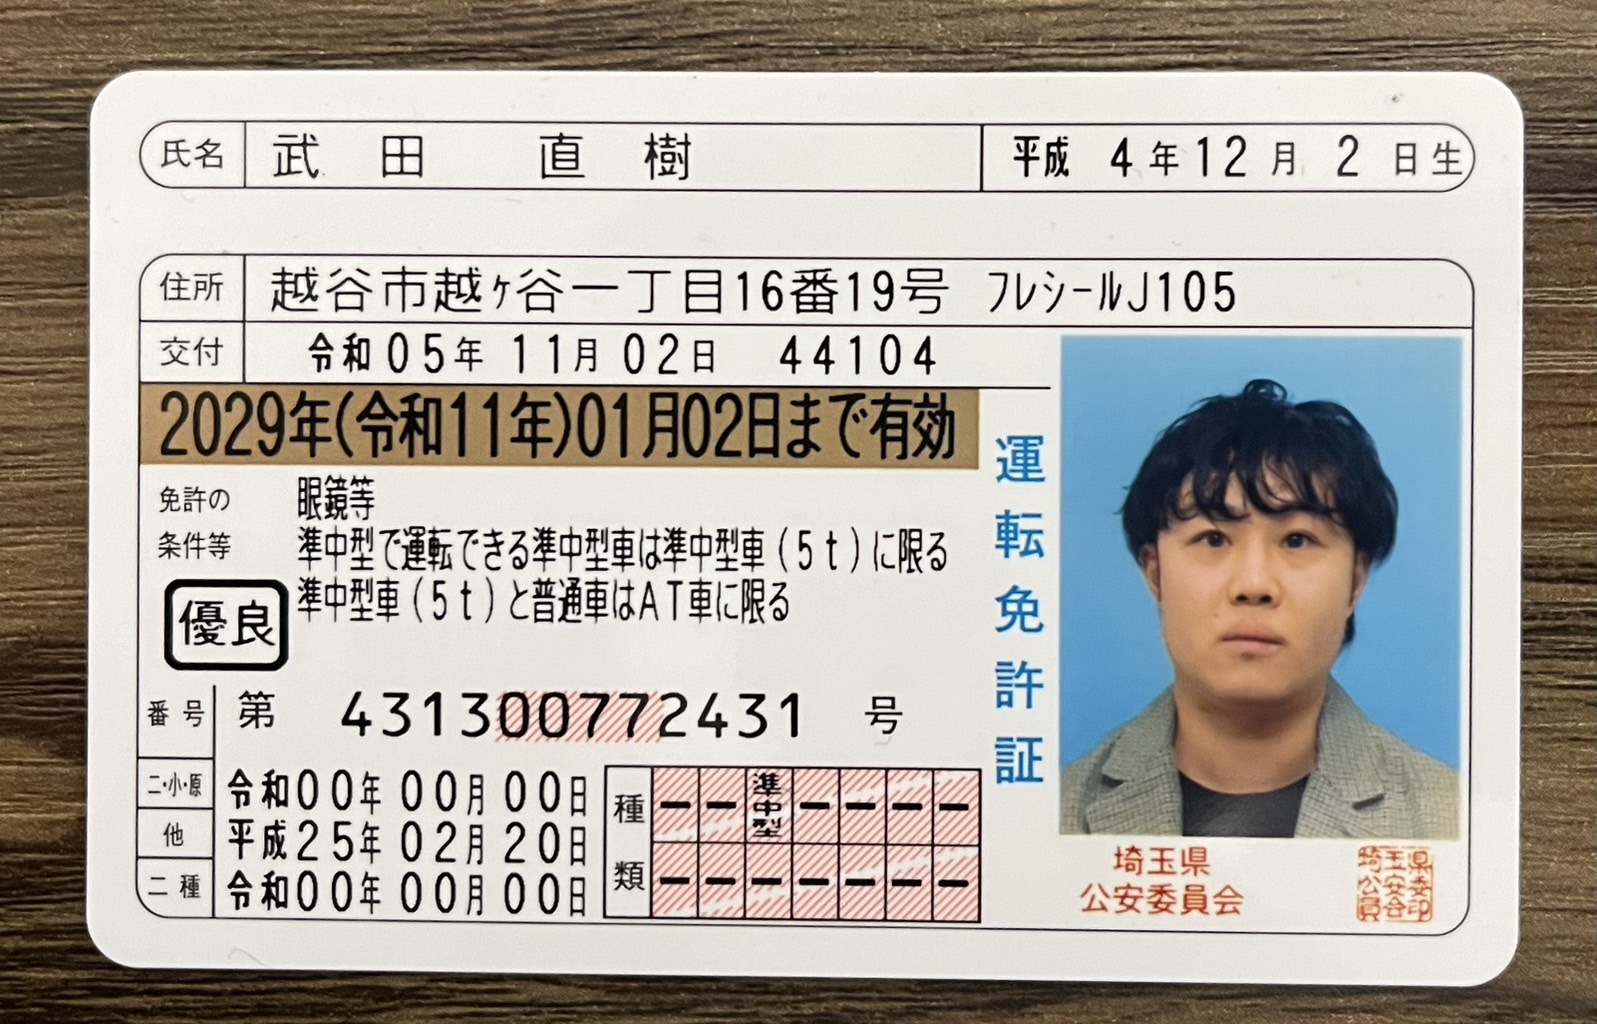 氏名 武田 直樹 平成 4年12月 2日生
住所 越谷市越ヶ谷一丁目16番19号 フレシールJ105
交付 令和05年 11月 02日 44104
2029年(令和11年)01月02日まで有効
免許の条件等 眼鏡等
準中型で運転できる準中型車は準中型車(5t)に限る
準中型車(5t)と普通車はAT車に限る
優良
番号 第 431300772431 号
二・小・原 令和00年 00月 00日
他 平成25年 02月 20日
二種 令和00年 00月 00日
種類 ー ー 準中型 ー ー ー ー
ー ー ー ー ー ー ー
運転免許証
埼玉県
公安委員会
埼玉県公安委員会印